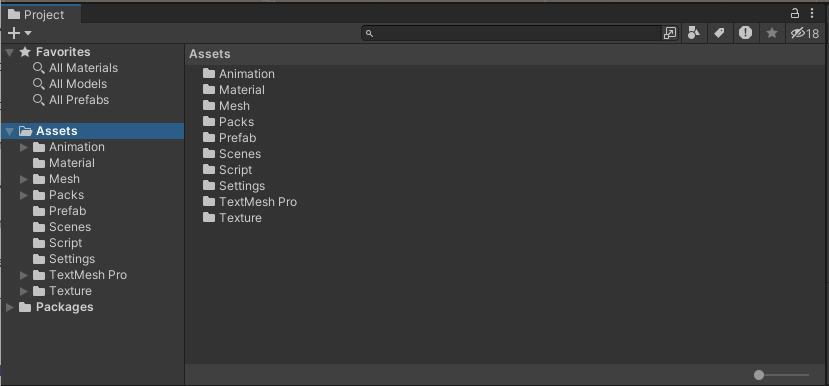 Project
18
Favorites
All Materials
All Models
All Prefabs
Assets
Animation
Material
Mesh
Packs
Prefab
Scenes
Script
Settings
TextMesh Pro
Texture
Packages
Assets
Animation
Material
Mesh
Packs
Prefab
Scenes
Script
Settings
TextMesh Pro
Texture